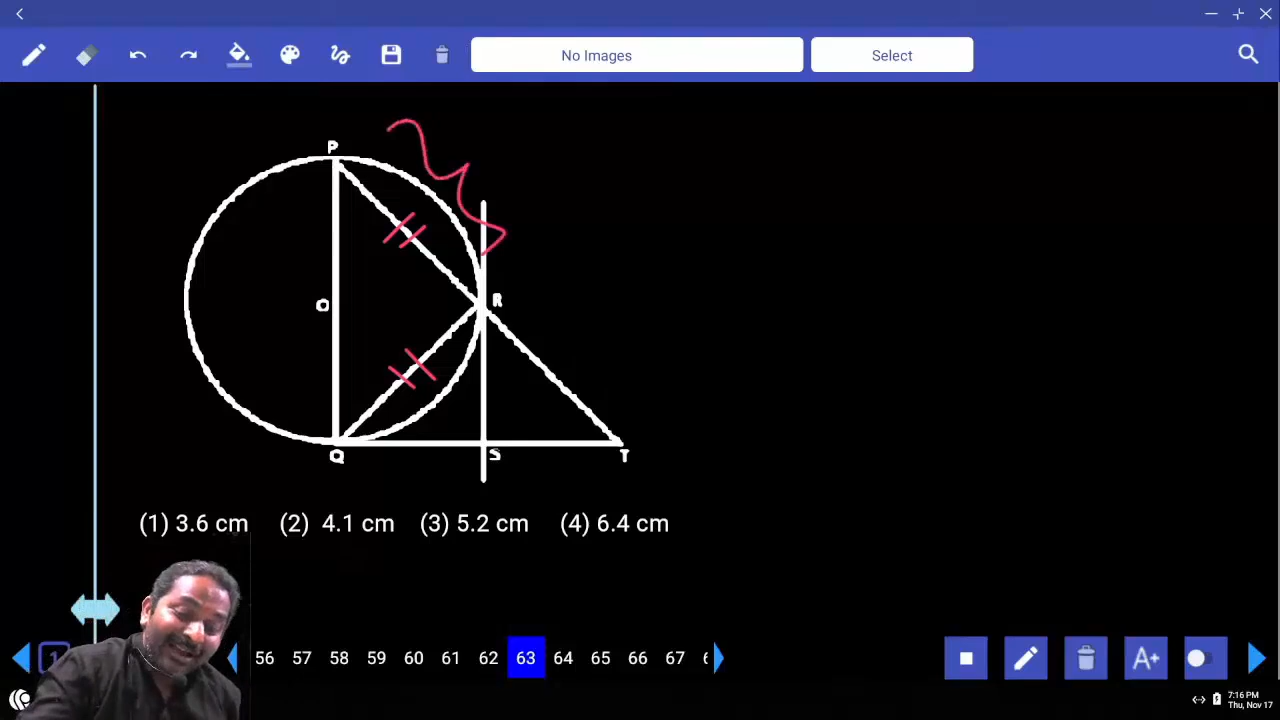 No Images
Select
P
O
R
Q
S
T
(1) 3.6 cm (2) 4.1 cm (3) 5.2 cm (4) 6.4 cm
1
56 57 58 59 60 61 62 63 64 65 66 67
A+
7:16 PM
Thu, Nov 17